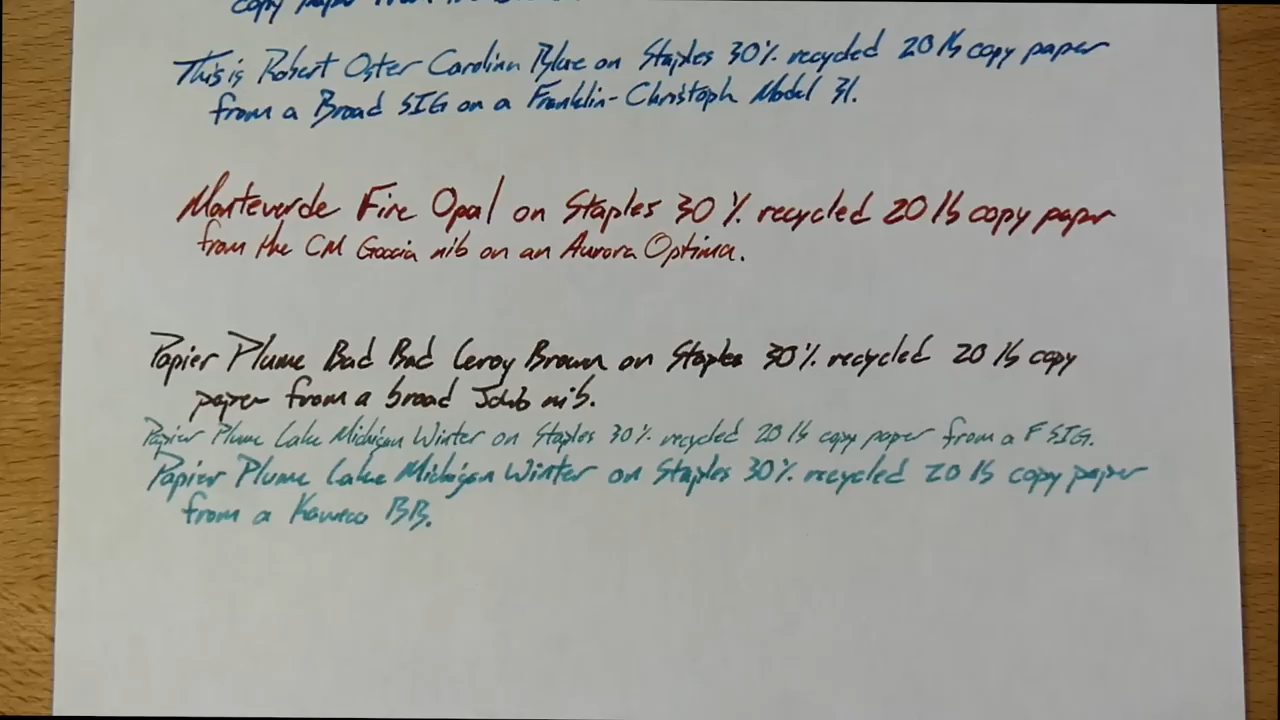 copy paper from
This is Robert Oster Carolina Blue on Staples 30% recycled 20 lb copy paper
from a Broad SIG on a Franklin-Christoph Model 31.
Monteverde Fire Opal on Staples 30% recycled 20 lb copy paper
from the CM Goccia nib on an Aurora Optima.
Papier Plume Bad Bad Leroy Brown on Staples 30% recycled 20 lb copy
paper from a broad nib.
Papier Plume Lake Michigan Winter on Staples 30% recycled 20 lb copy paper from a F SIG.
Papier Plume Lake Michigan Winter on Staples 30% recycled 20 lb copy paper
from a Kaweco BB.